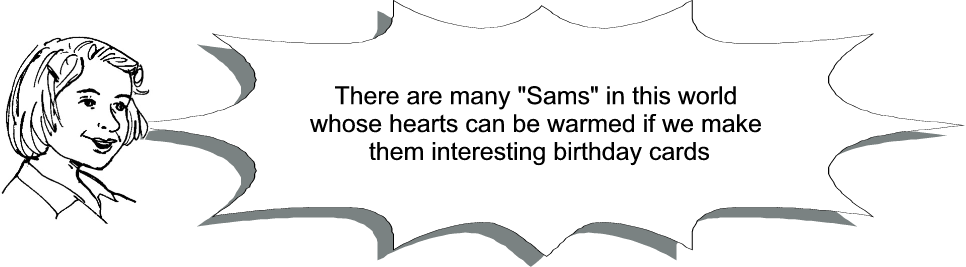 There are many "Sams" in this world
whose hearts can be warmed if we make
them interesting birthday cards